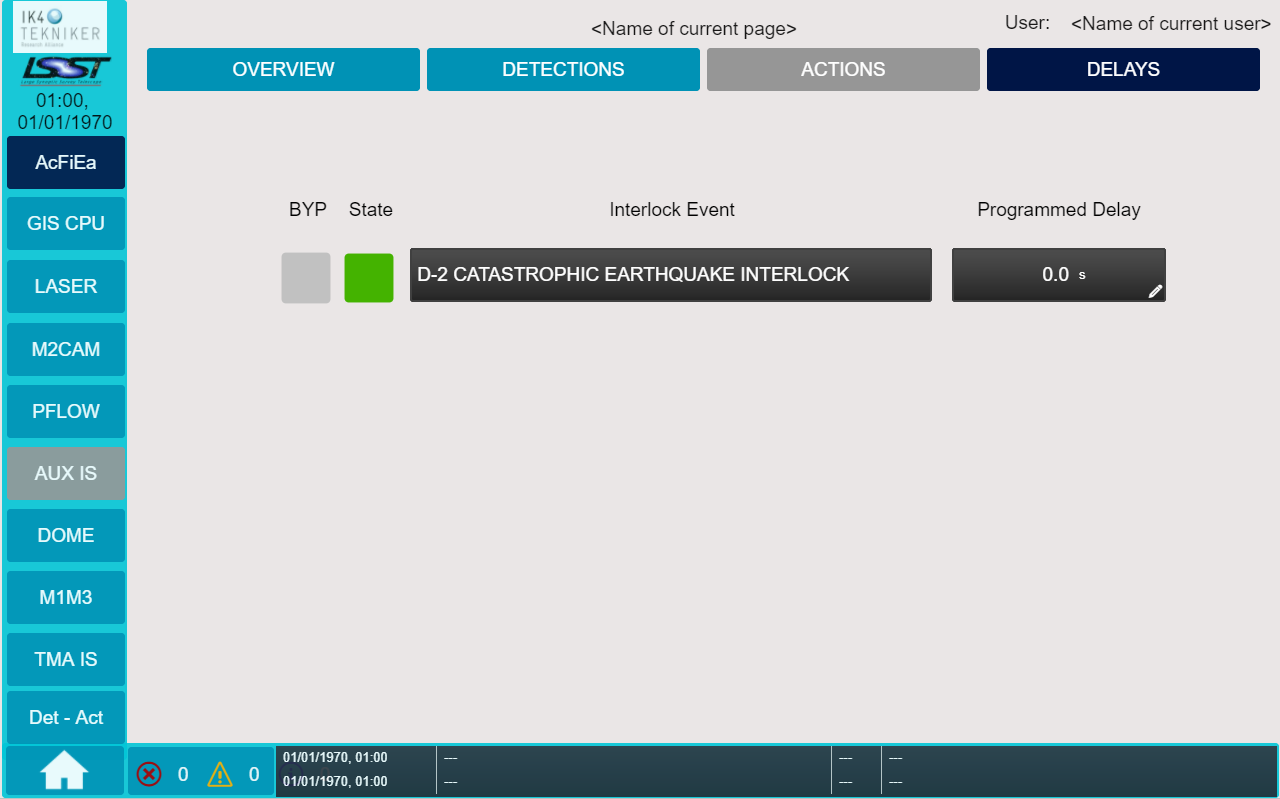 IK4
TEKNIKER
Research Alliance
LSST
Large Synoptic Survey Telescope
01:00,
01/01/1970
<Name of current page>
User: <Name of current user>
OVERVIEW DETECTIONS ACTIONS DELAYS
AcFiEa
GIS CPU
LASER
M2CAM
PFLOW
AUX IS
DOME
M1M3
TMA IS
Det - Act
BYP State Interlock Event Programmed Delay
D-2 CATASTROPHIC EARTHQUAKE INTERLOCK 0.0 s
0 0
01/01/1970, 01:00 --- --- ---
01/01/1970, 01:00 --- --- ---